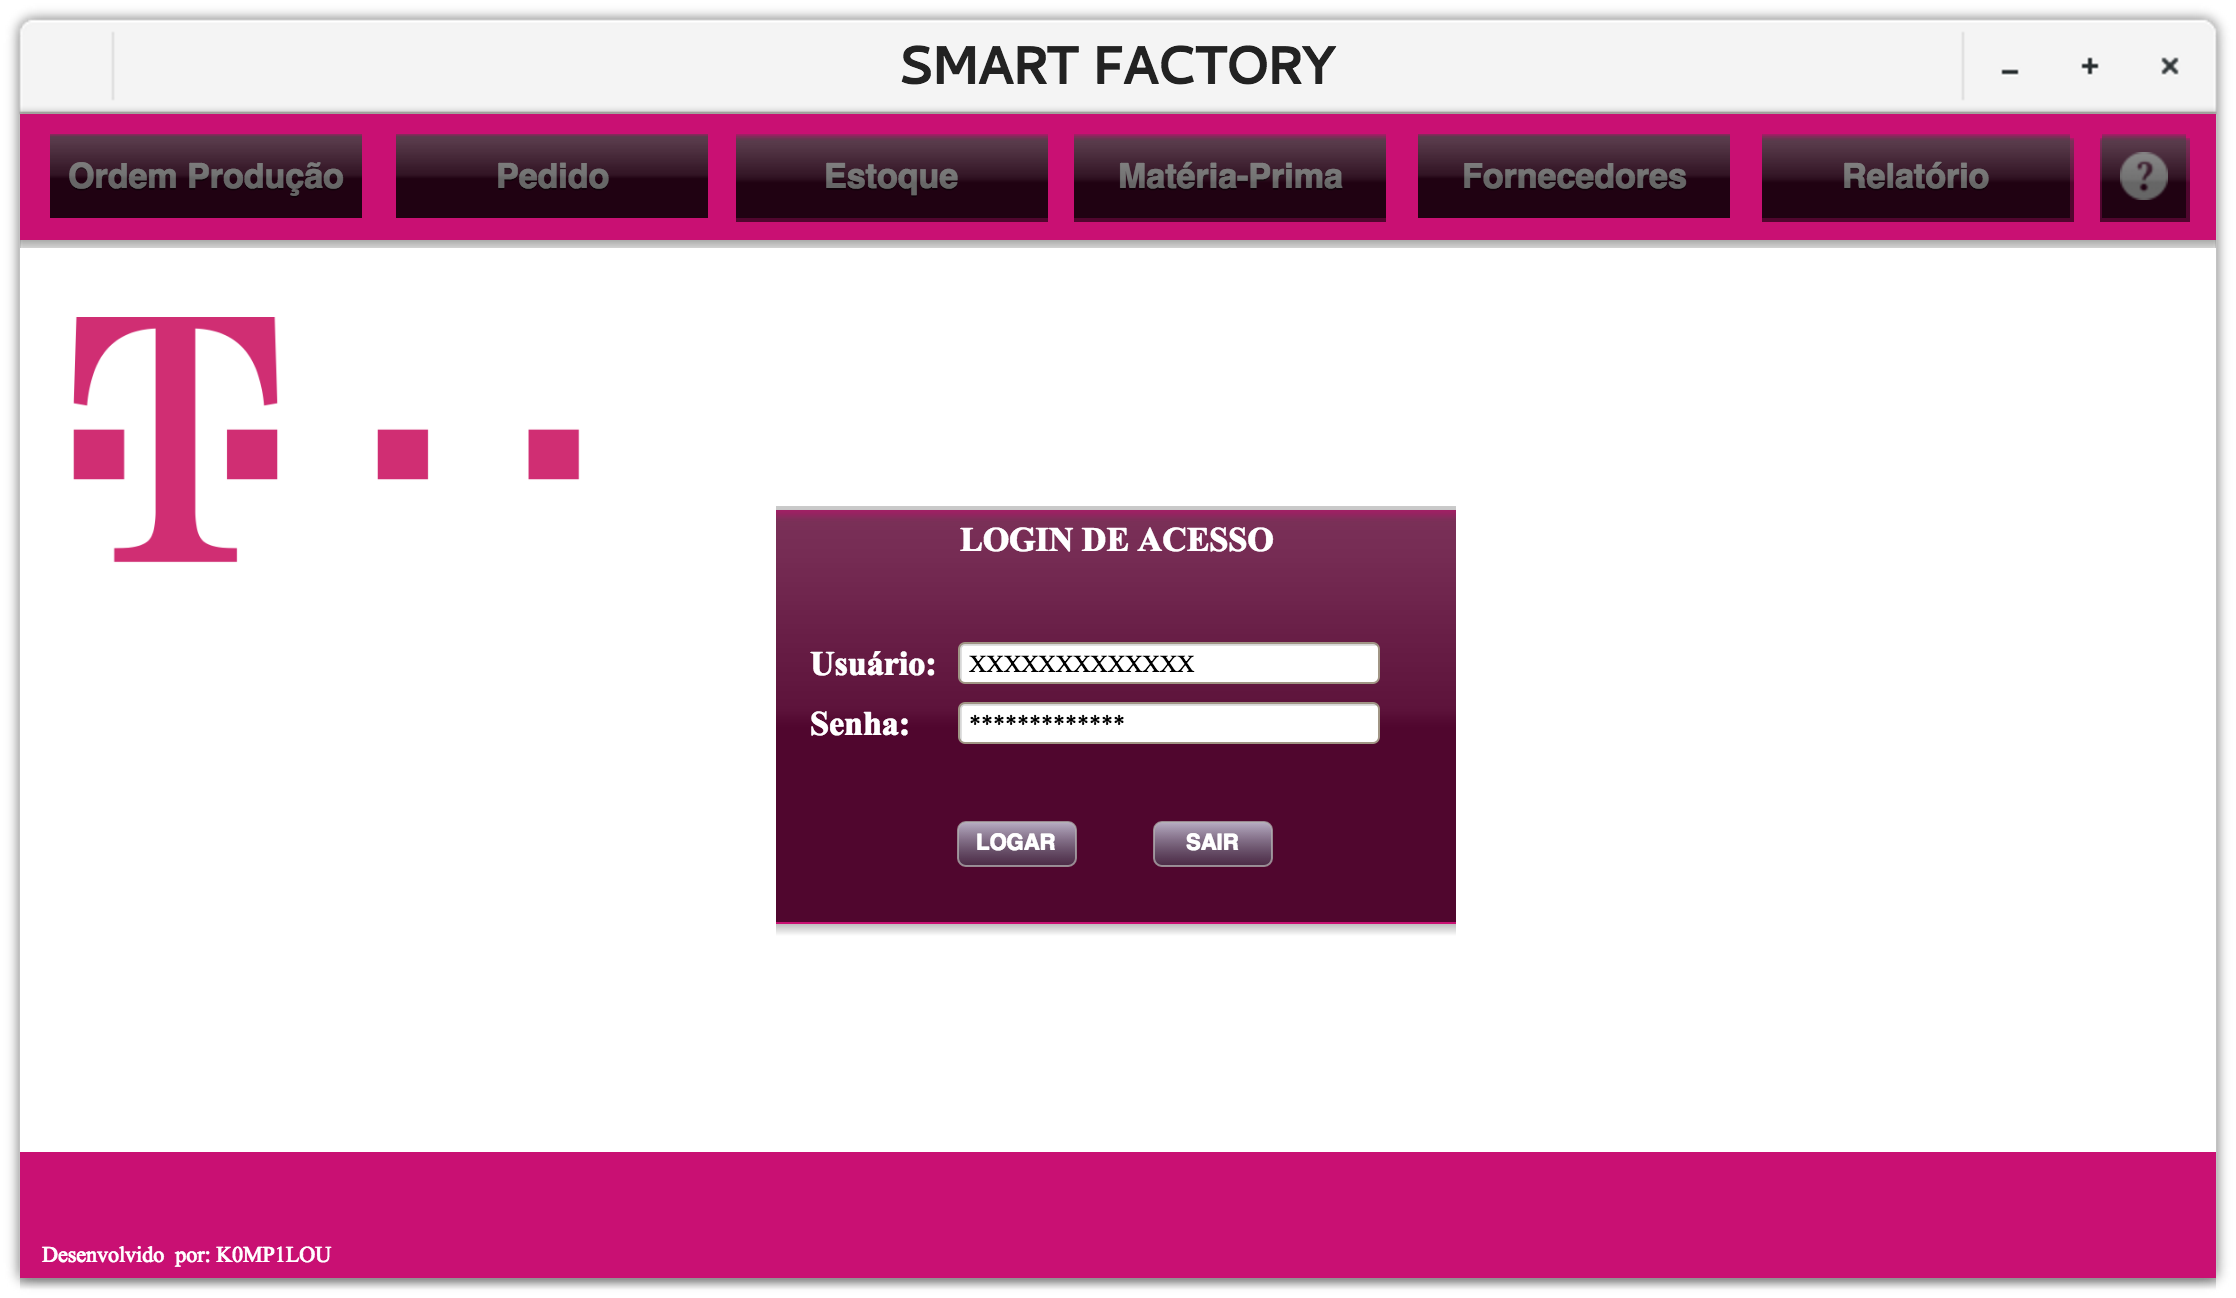 SMART FACTORY
Ordem Produção Pedido Estoque Matéria-Prima Fornecedores Relatório ?
T
LOGIN DE ACESSO
Usuário: XXXXXXXXXXXXX
Senha: *************
LOGAR SAIR
Desenvolvido por: K0MP1LOU